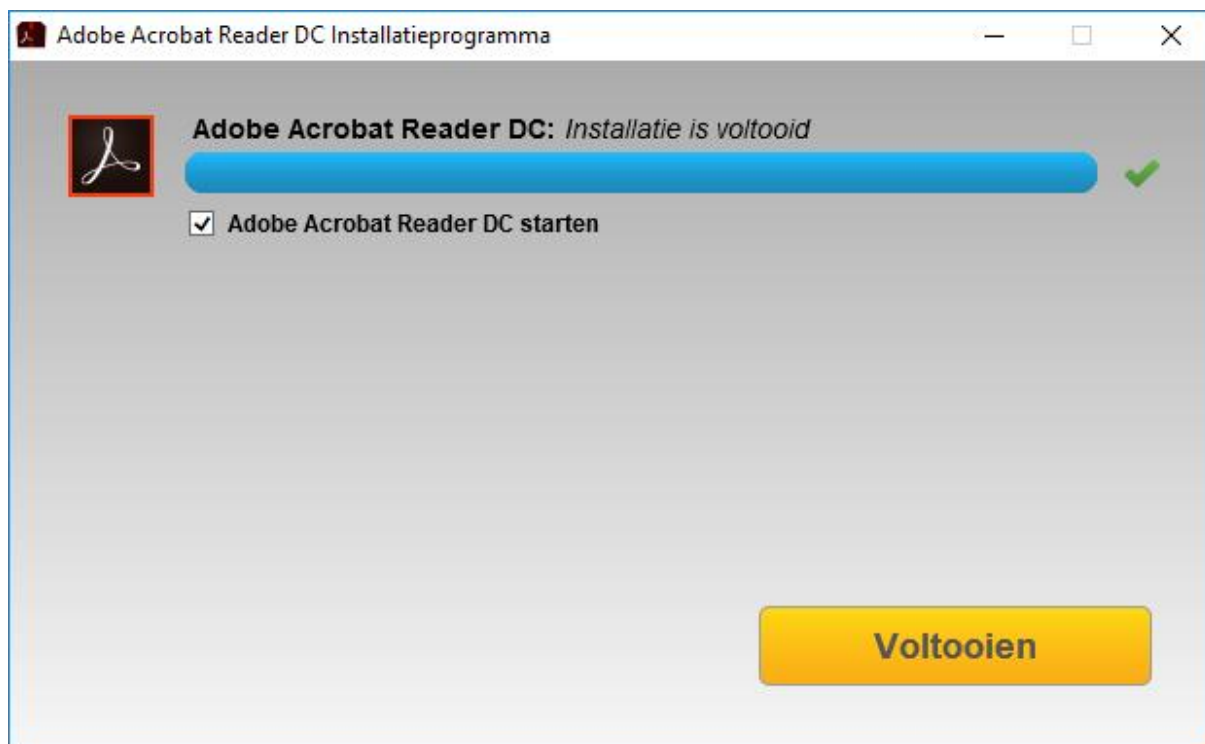 Adobe Acrobat Reader DC Installatieprogramma
Adobe Acrobat Reader DC: Installatie is voltooid
Adobe Acrobat Reader DC starten
Voltooien